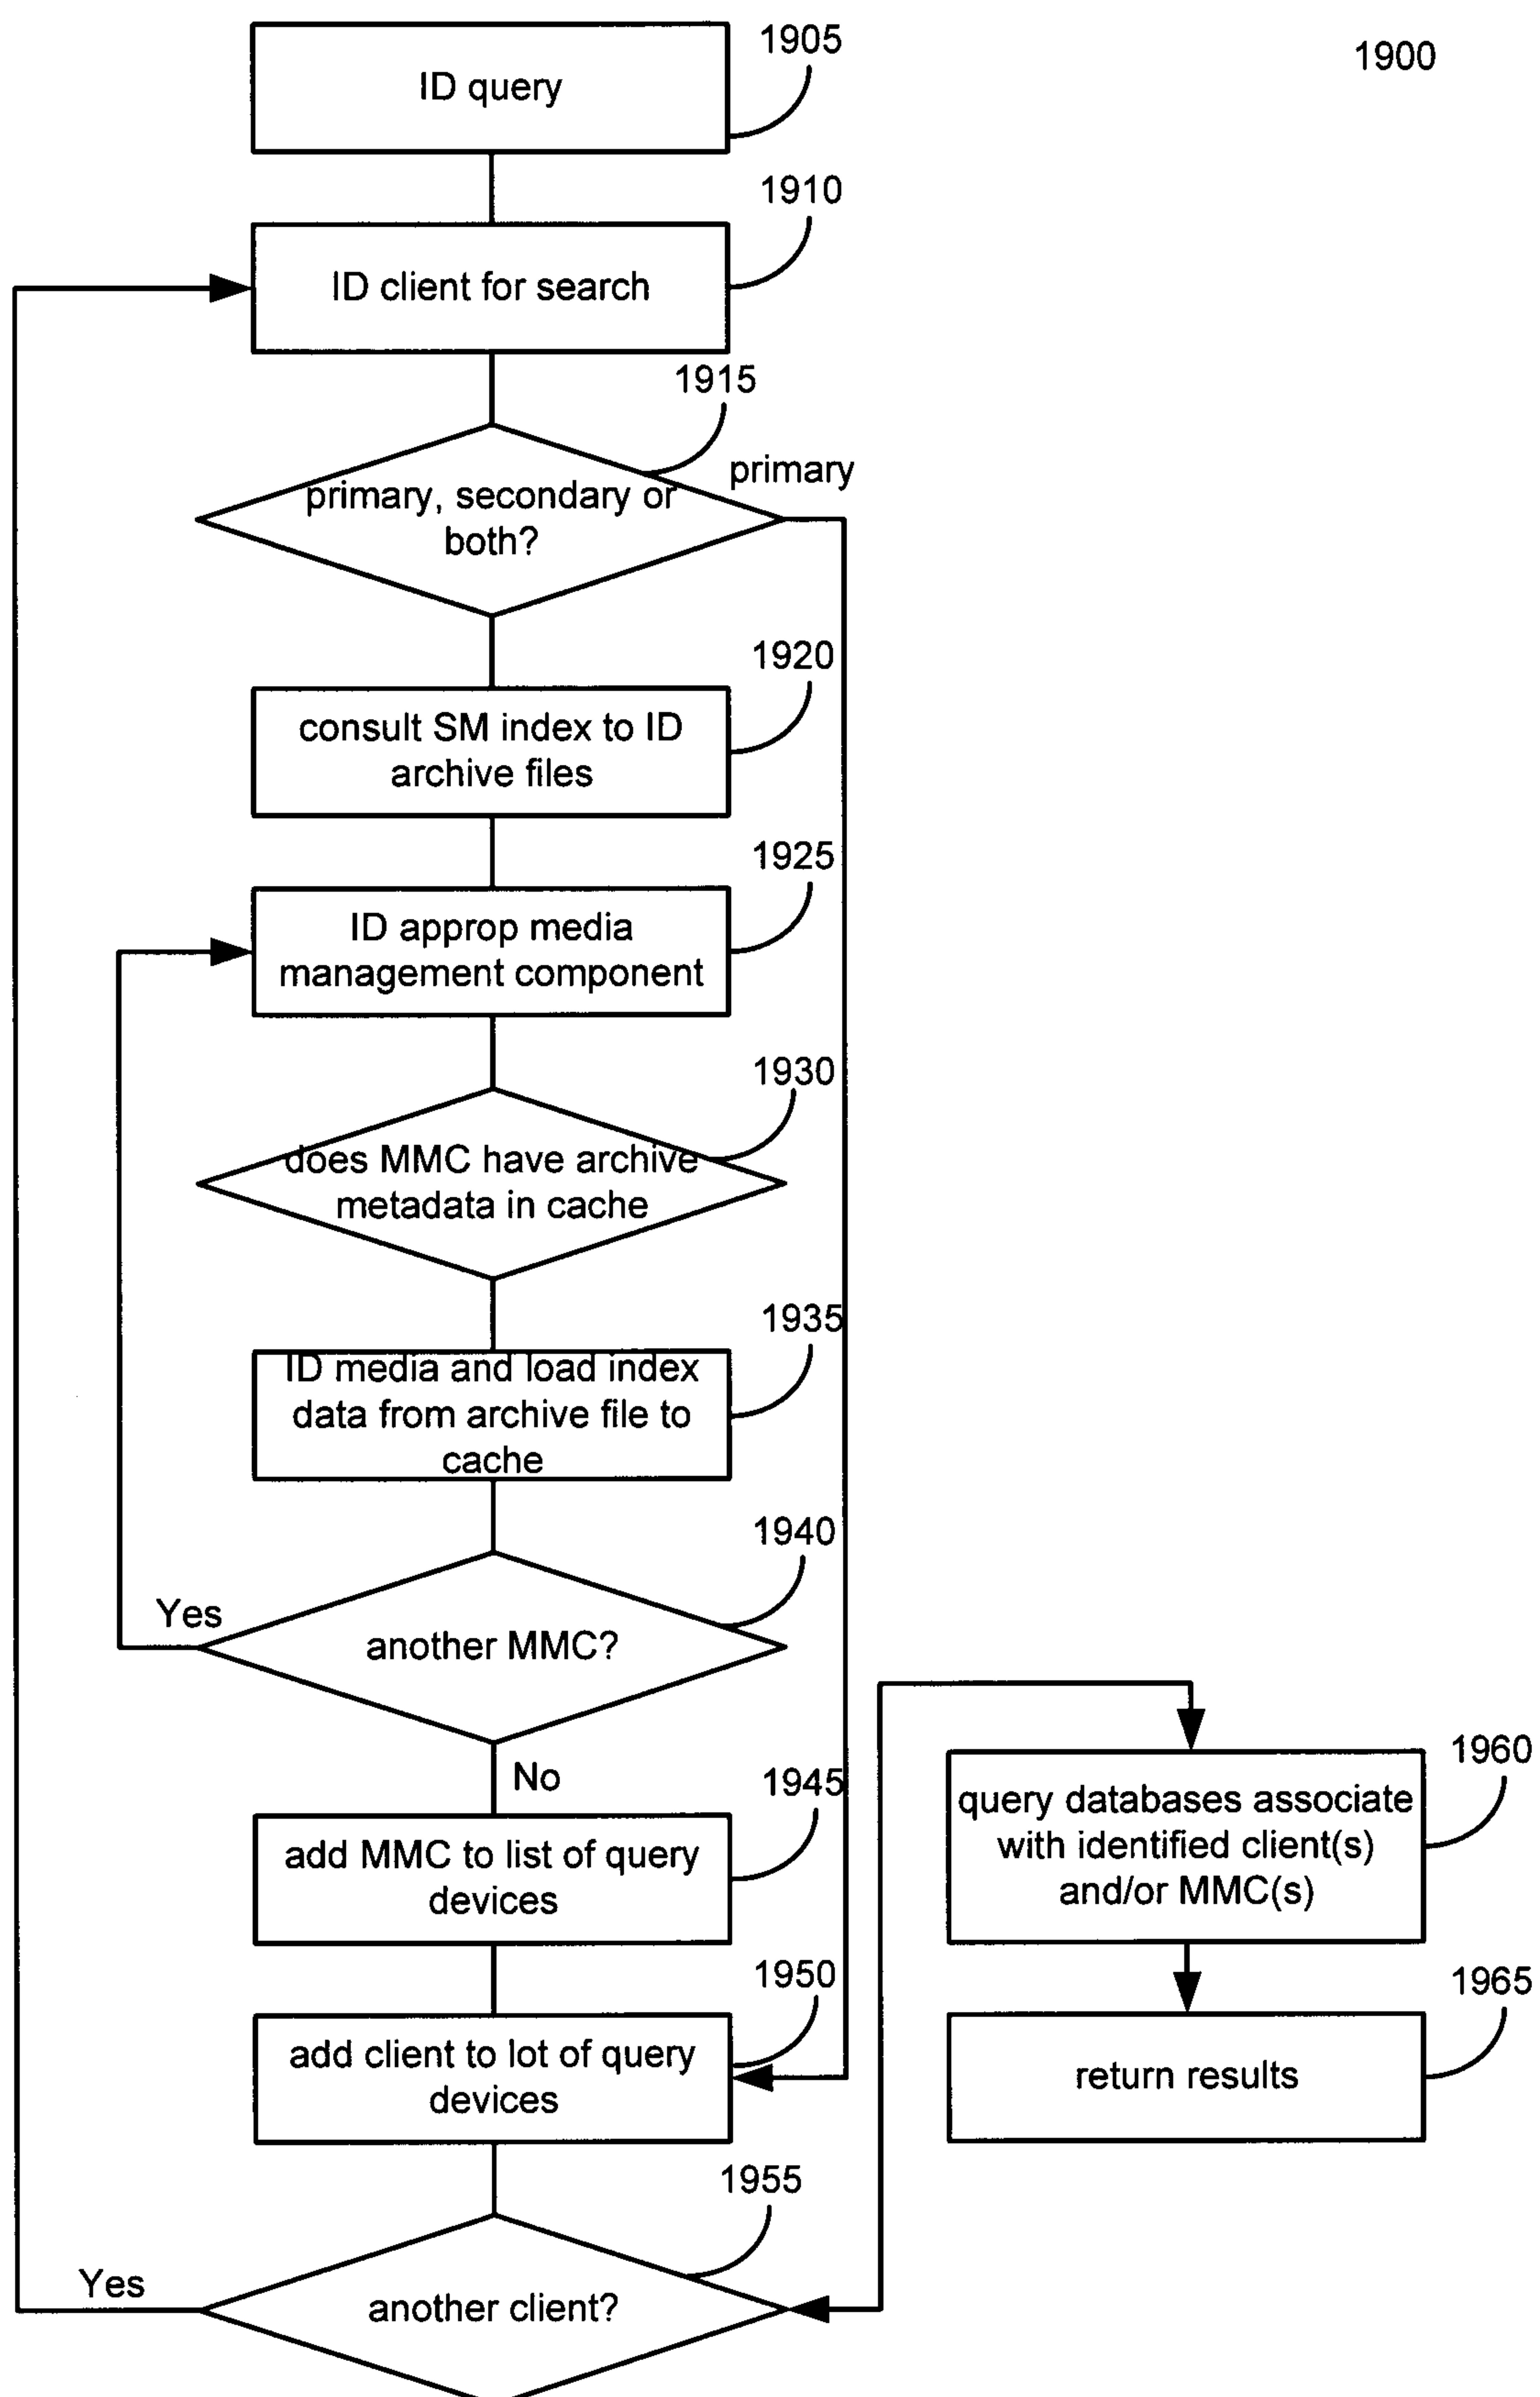 1905
1900
ID query
1910
ID client for search
1915
primary
primary, secondary or
both?
1920
consult SM index to ID
archive files
1925
ID approp media
management component
1930
does MMC have archive
metadata in cache
1935
ID media and load index
data from archive file to
cache
1940
Yes
another MMC?
No
1945
add MMC to list of query
devices
1950
add client to lot of query
devices
1955
Yes
another client?
1960
query databases associate
with identified client(s)
and/or MMC(s)
1965
return results